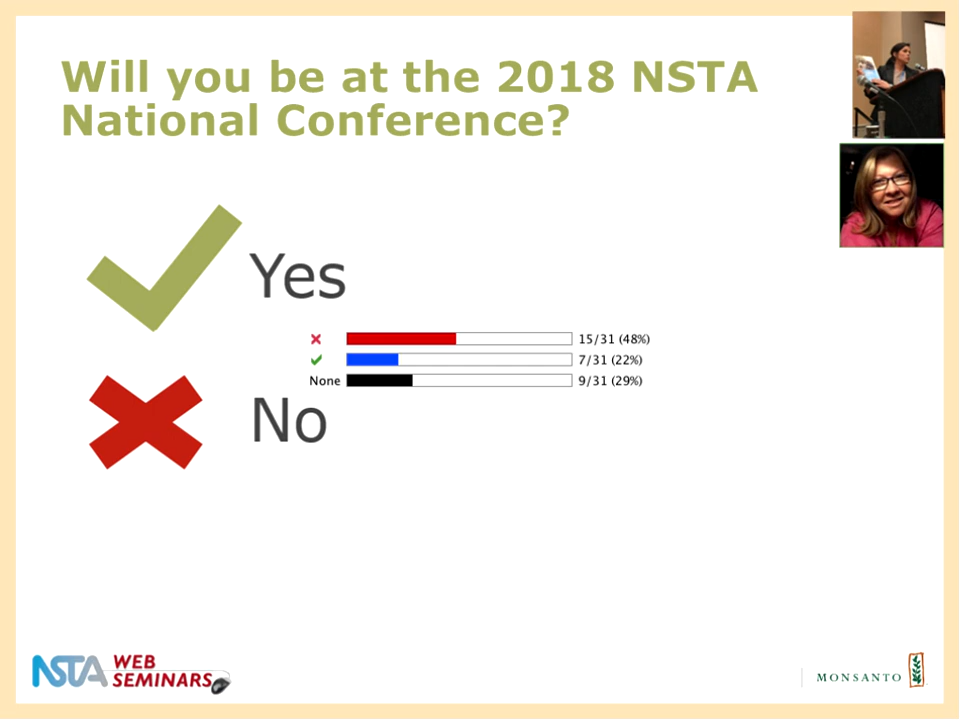 Will you be at the 2018 NSTA
National Conference?
Yes
15/31 (48%)
7/31 (22%)
None 9/31 (29%)
No
NSTA WEB
SEMINARS
MONSANTO